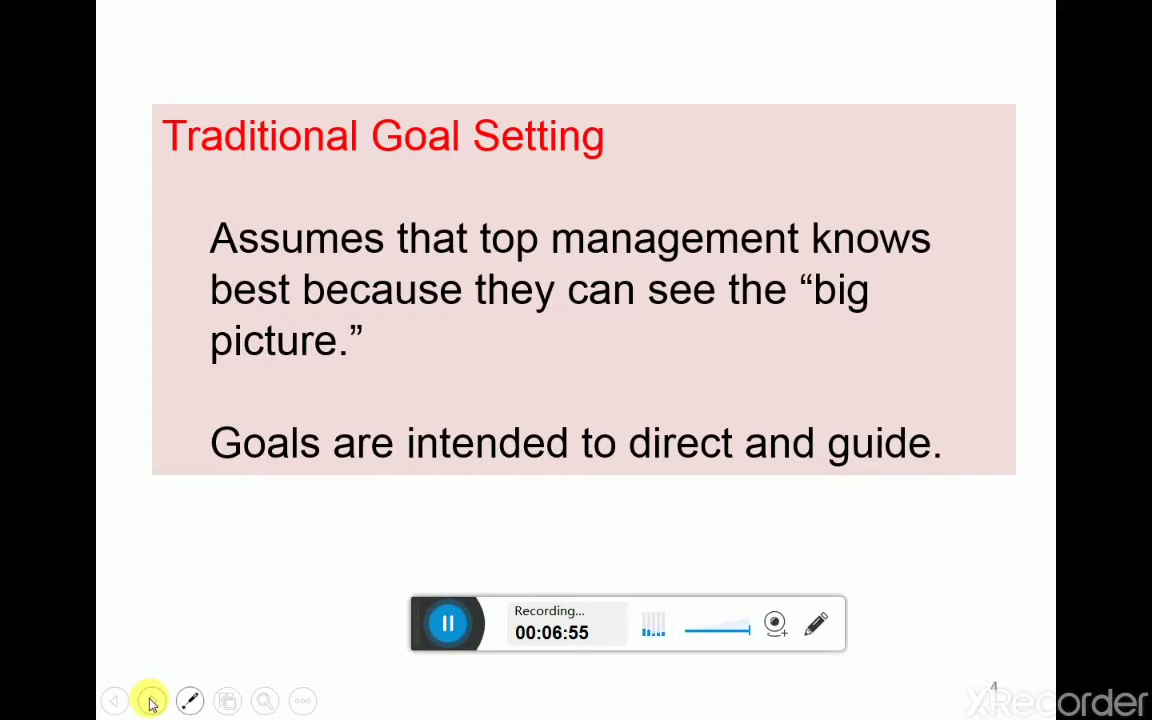 Traditional Goal Setting
Assumes that top management knows
best because they can see the “big
picture.”
Goals are intended to direct and guide.
Recording...
00:06:55
4
XRecorder